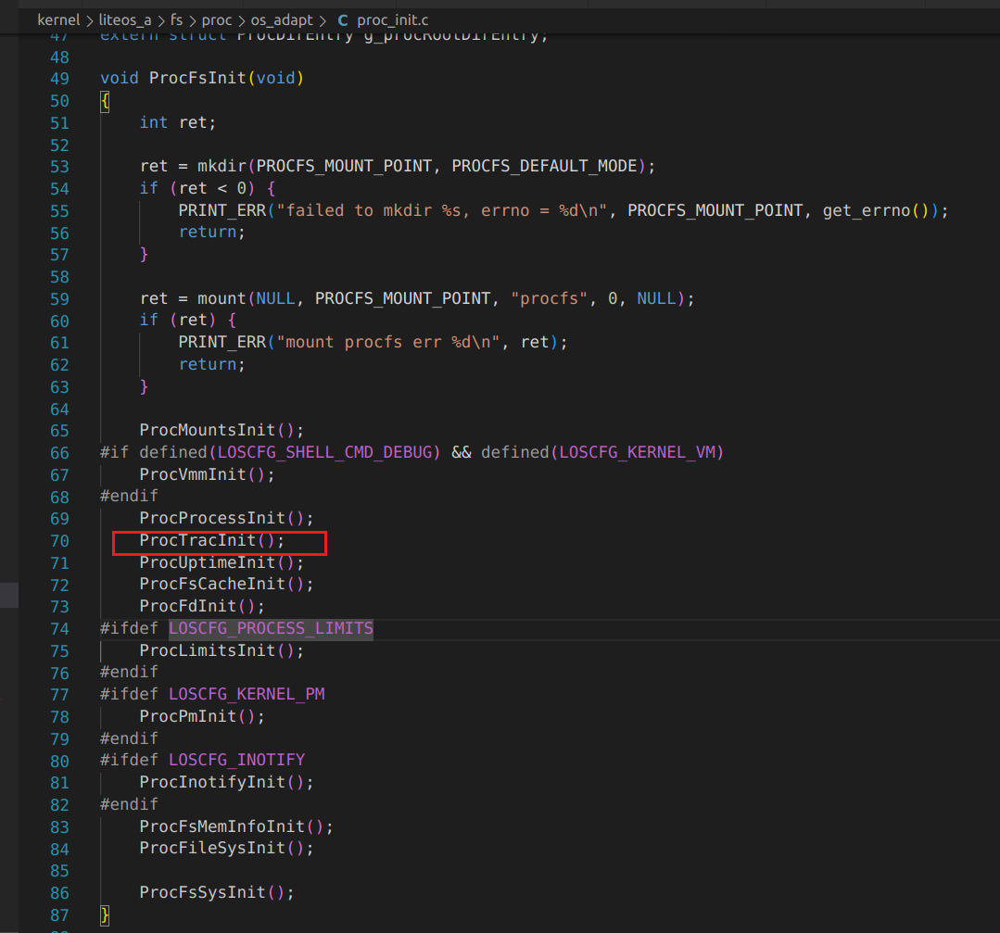 kernel > liteos_a > fs > proc > os_adapt > C proc_init.c
47 extern struct ProcDirEntry g_procRootDirEntry;
48
49 void ProcFsInit(void)
50 {
51     int ret;
52
53     ret = mkdir(PROCFS_MOUNT_POINT, PROCFS_DEFAULT_MODE);
54     if (ret < 0) {
55         PRINT_ERR("failed to mkdir %s, errno = %d\n", PROCFS_MOUNT_POINT, get_errno());
56         return;
57     }
58
59     ret = mount(NULL, PROCFS_MOUNT_POINT, "procfs", 0, NULL);
60     if (ret) {
61         PRINT_ERR("mount procfs err %d\n", ret);
62         return;
63     }
64
65     ProcMountsInit();
66 #if defined(LOSCFG_SHELL_CMD_DEBUG) && defined(LOSCFG_KERNEL_VM)
67     ProcVmmInit();
68 #endif
69     ProcProcessInit();
70     ProcTracInit();
71     ProcUptimeInit();
72     ProcFsCacheInit();
73     ProcFdInit();
74 #ifdef LOSCFG_PROCESS_LIMITS
75     ProcLimitsInit();
76 #endif
77 #ifdef LOSCFG_KERNEL_PM
78     ProcPmInit();
79 #endif
80 #ifdef LOSCFG_INOTIFY
81     ProcInotifyInit();
82 #endif
83     ProcFsMemInfoInit();
84     ProcFileSysInit();
85
86     ProcFsSysInit();
87 }